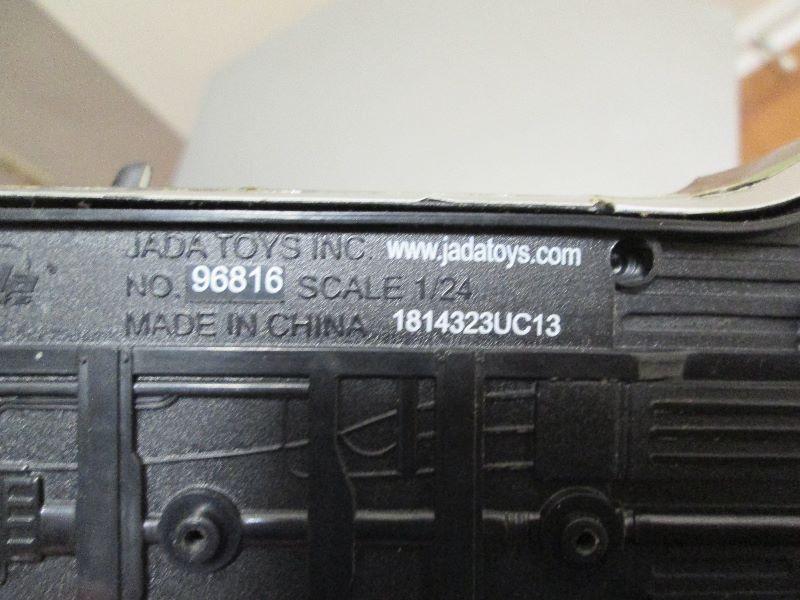 JADA TOYS INC. www.jadatoys.com
NO. 96816 SCALE 1/24
MADE IN CHINA 1814323UC13